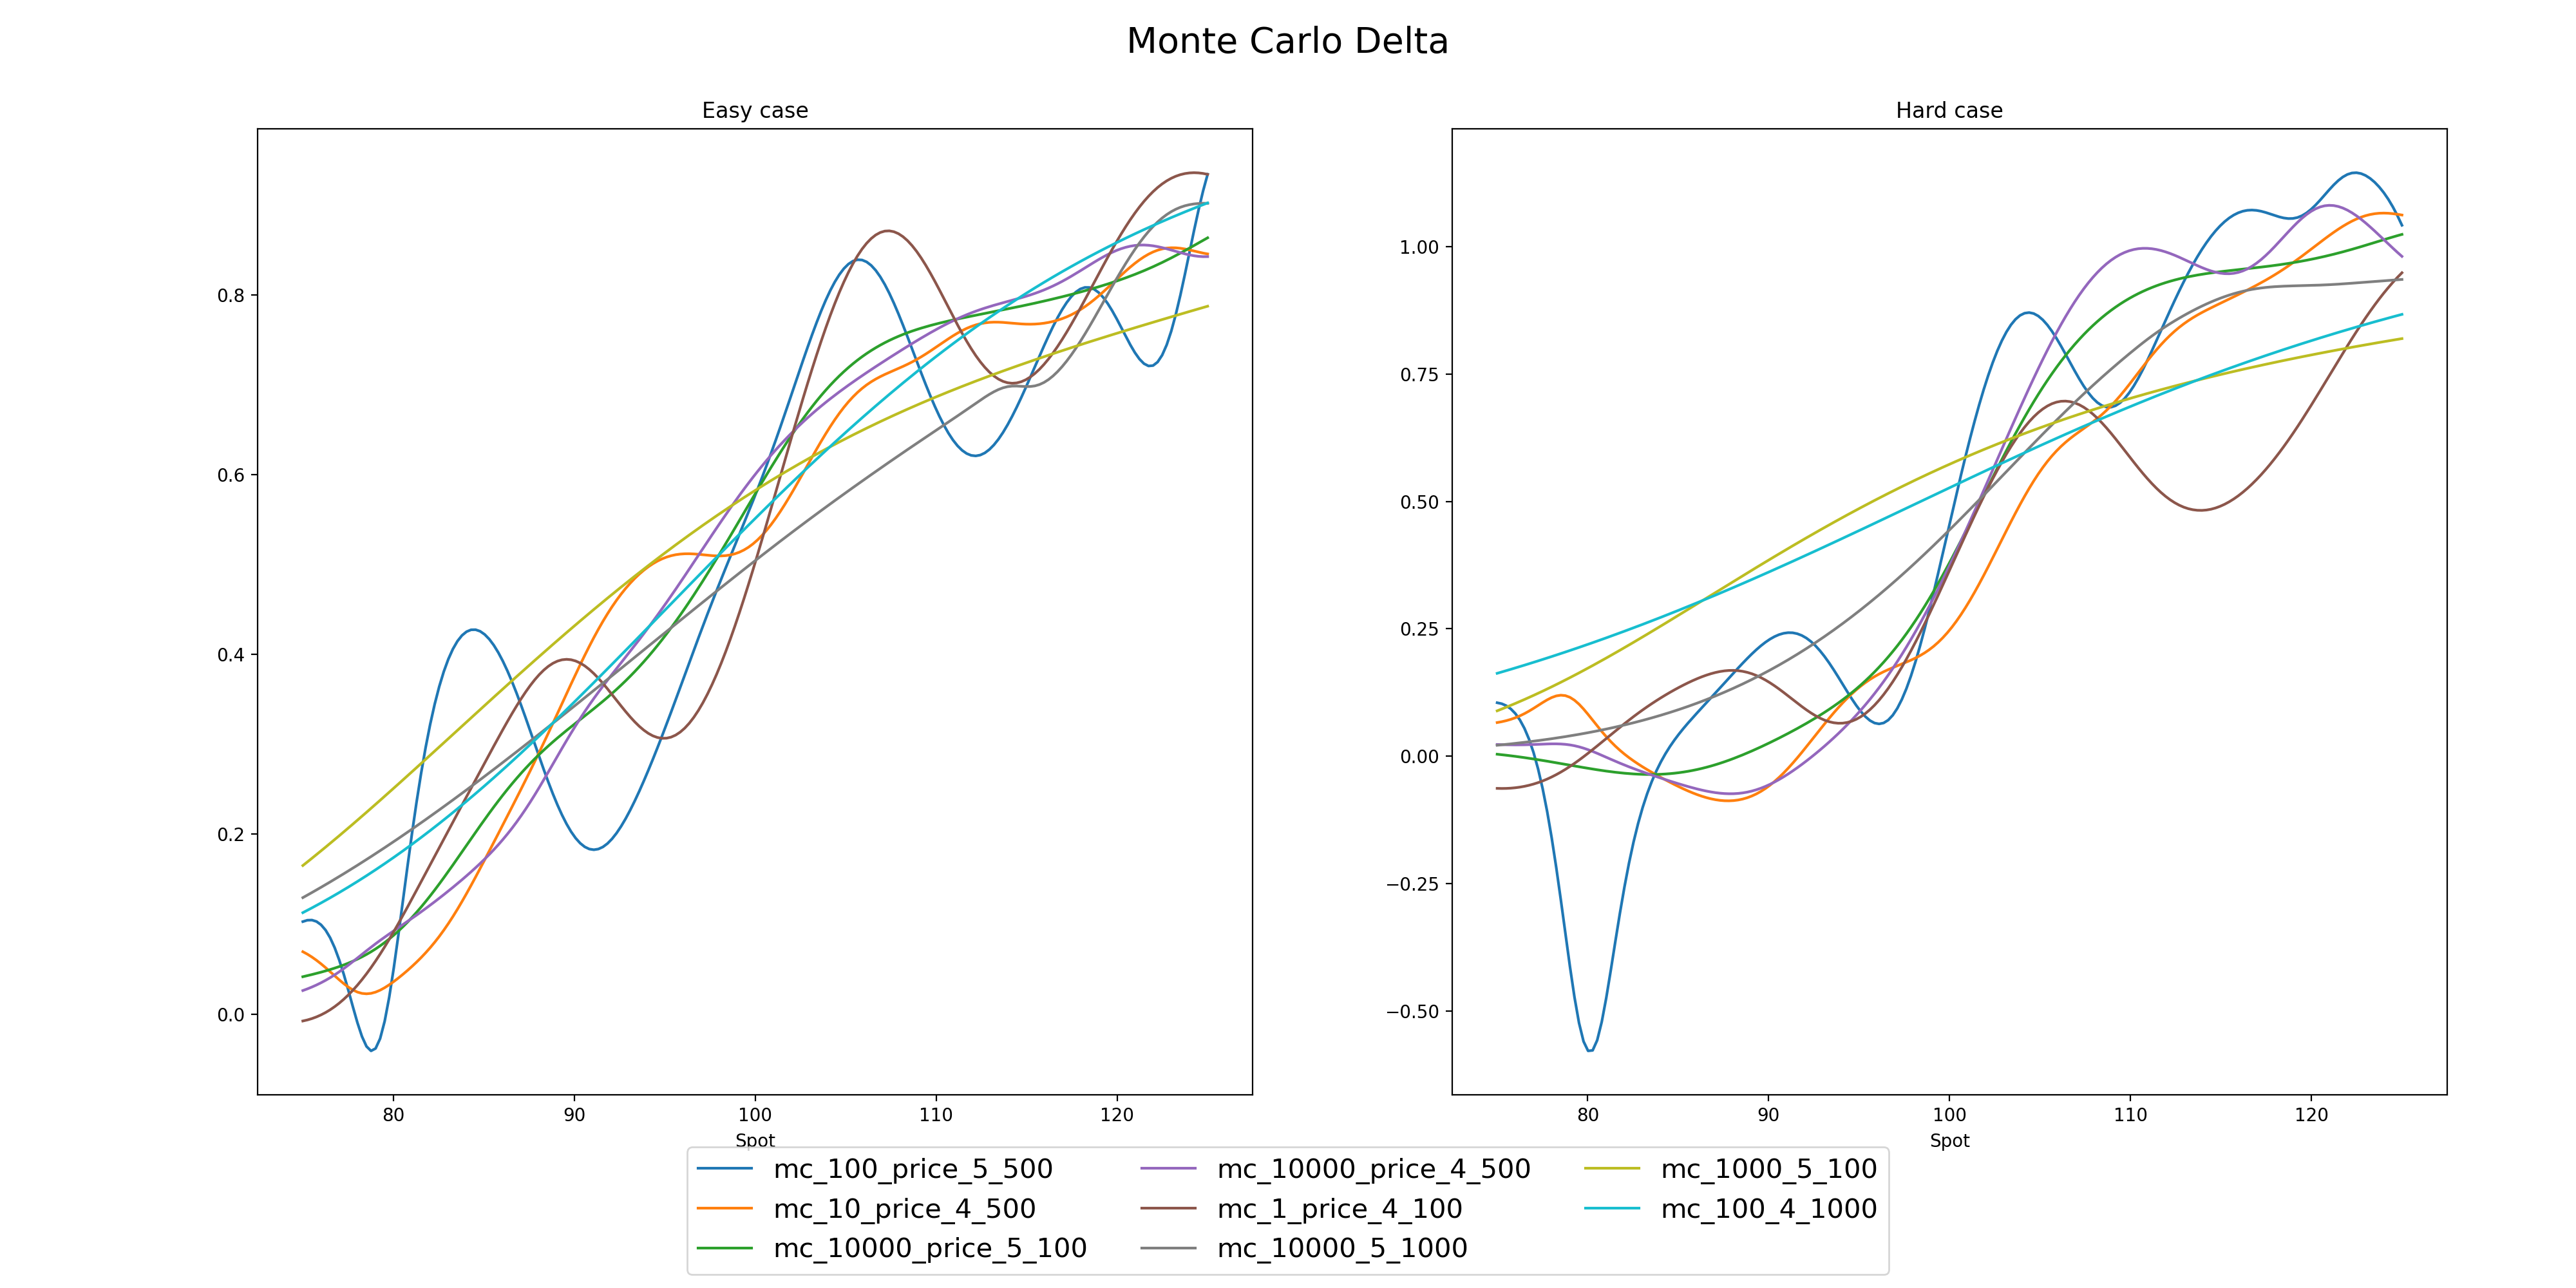 Monte Carlo Delta
Easy case
0.8
0.6
0.4
0.2
0.0
80 90 100 110 120
Spot
Hard case
1.00
0.75
0.50
0.25
0.00
−0.25
−0.50
80 90 100 110 120
Spot
mc_100_price_5_500
mc_10_price_4_500
mc_10000_price_5_100
mc_10000_price_4_500
mc_1_price_4_100
mc_10000_5_1000
mc_1000_5_100
mc_100_4_1000